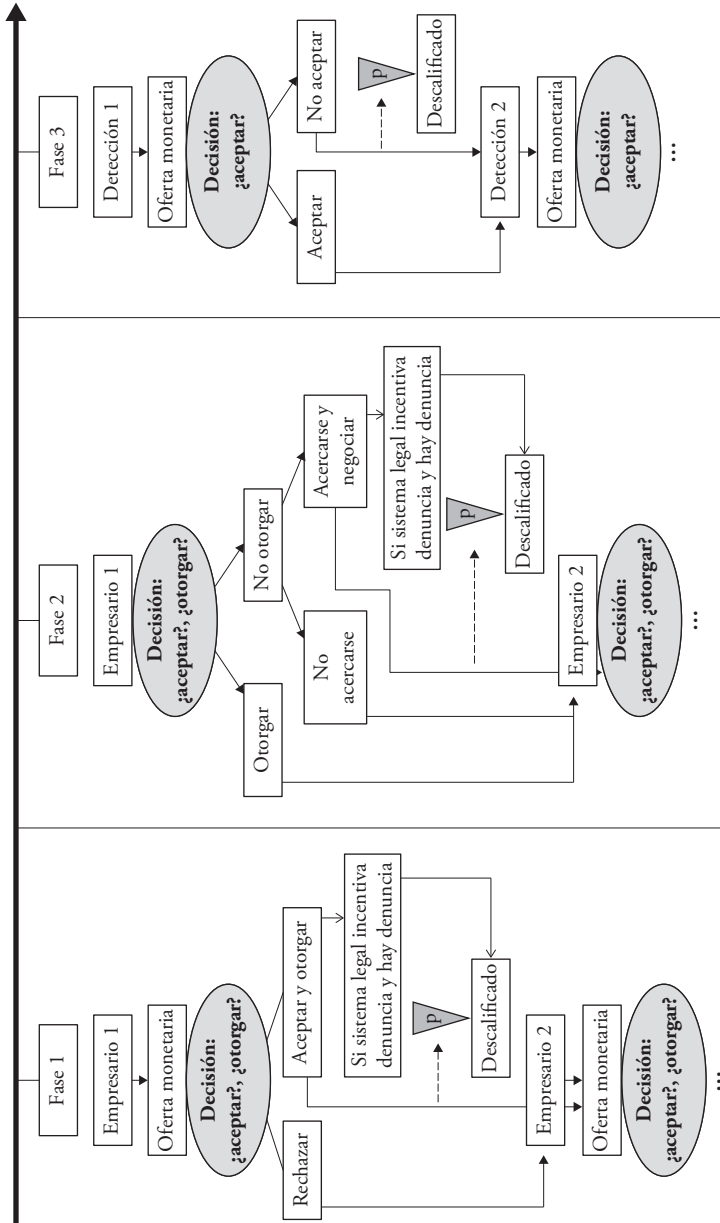 Fase 1
Empresario 1
Oferta monetaria
Decisión:
¿aceptar?, ¿otorgar?
Rechazar
Aceptar y otorgar
Si sistema legal incentiva
denuncia y hay denuncia
p
Descalificado
Empresario 2
Oferta monetaria
Decisión:
¿aceptar?, ¿otorgar?
...
Fase 2
Empresario 1
Decisión:
¿aceptar?, ¿otorgar?
Otorgar
No otorgar
No
acercarse
Acercarse y
negociar
Si sistema legal incentiva
denuncia y hay denuncia
p
Descalificado
Empresario 2
Decisión:
¿aceptar?, ¿otorgar?
...
Fase 3
Detección 1
Oferta monetaria
Decisión:
¿aceptar?
Aceptar
No aceptar
p
Descalificado
Detección 2
Oferta monetaria
Decisión:
¿aceptar?
...